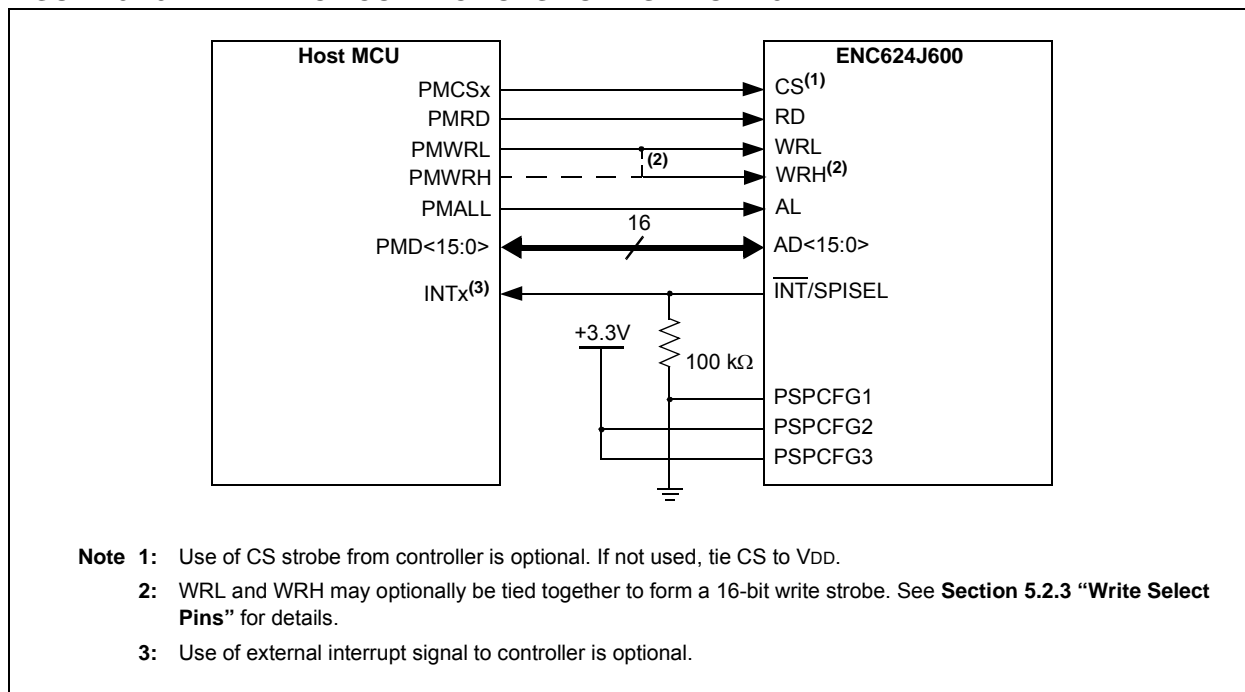 Host MCU
ENC624J600
PMCSx
CS(1)
PMRD
RD
PMWRL
WRL
(2)
PMWRH
WRH(2)
PMALL
AL
16
PMD<15:0>
AD<15:0>
INTx(3)
INT/SPISEL
+3.3V
100 kΩ
PSPCFG1
PSPCFG2
PSPCFG3
Note 1: Use of CS strobe from controller is optional. If not used, tie CS to VDD.
2: WRL and WRH may optionally be tied together to form a 16-bit write strobe. See Section 5.2.3 “Write Select
Pins” for details.
3: Use of external interrupt signal to controller is optional.